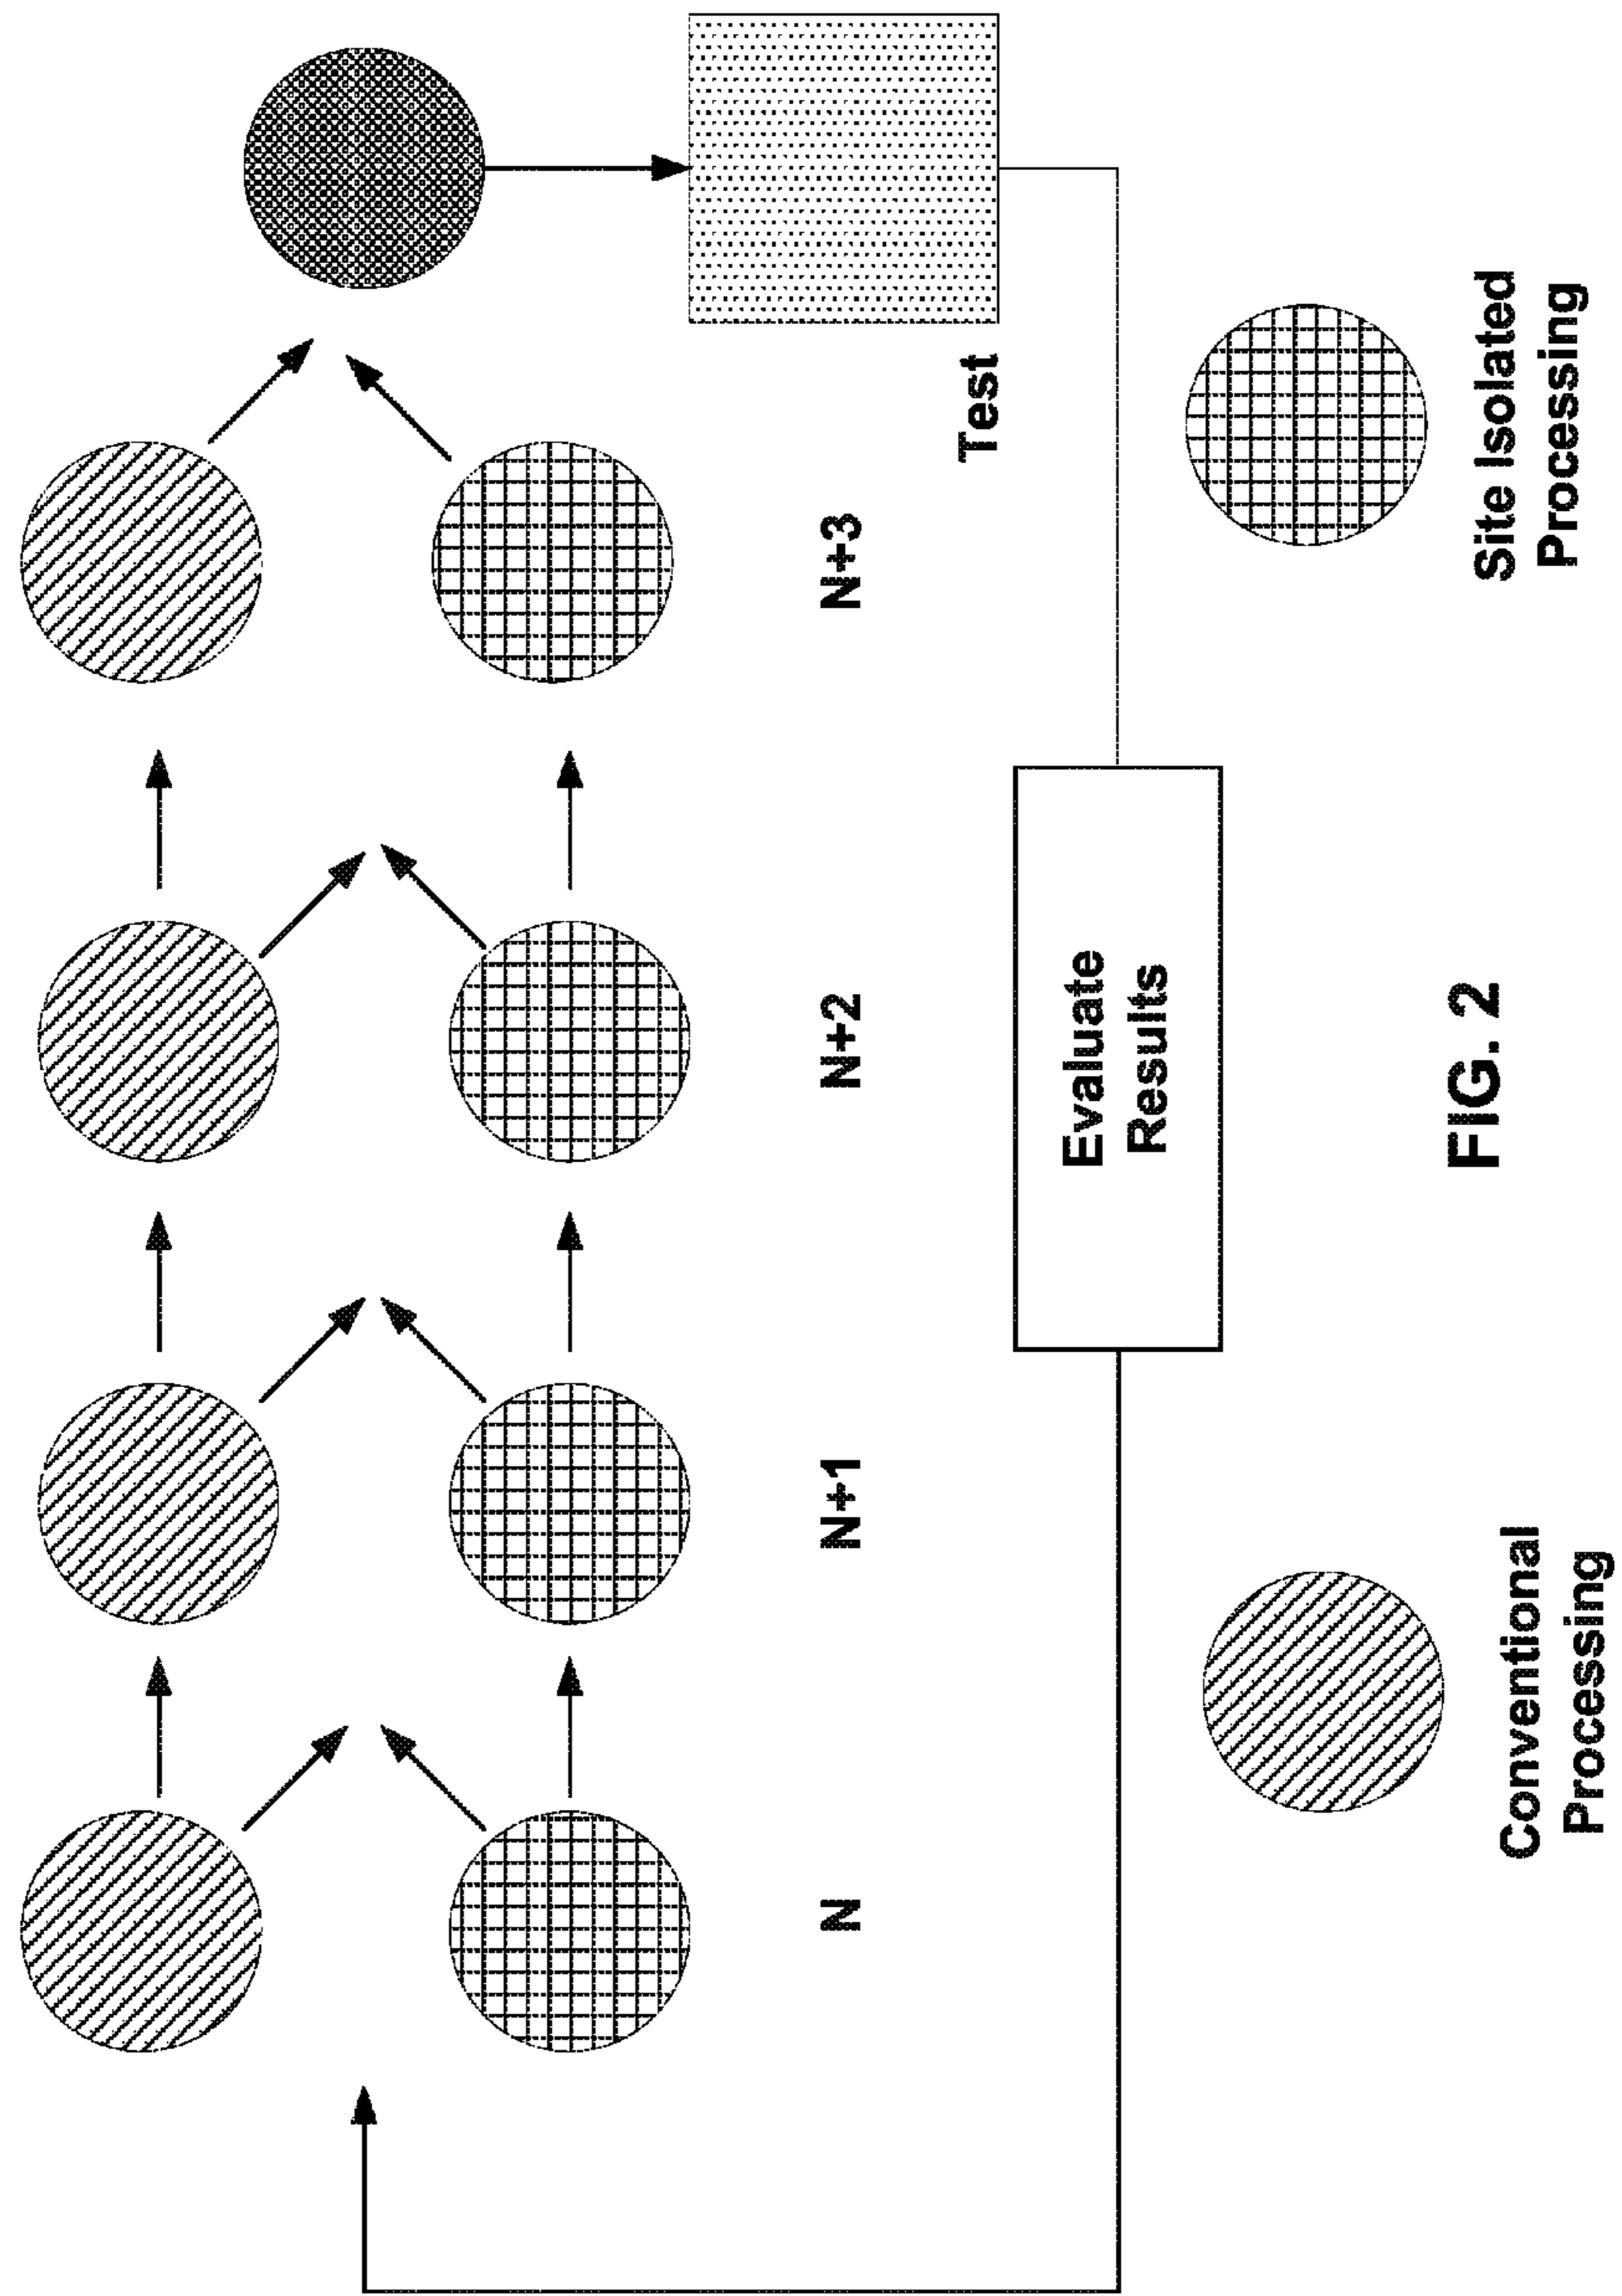 N
N+1
N+2
N+3
Test
Evaluate
Results
Conventional
Processing
Site Isolated
Processing
FIG. 2